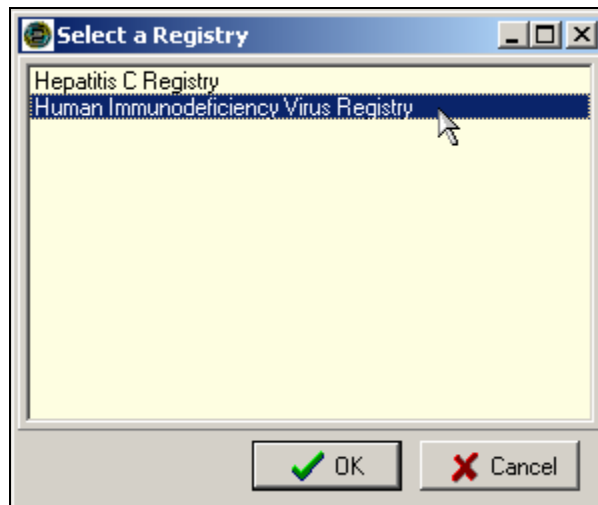 Select a Registry
Hepatitis C Registry
Human Immunodeficiency Virus Registry
OK
Cancel